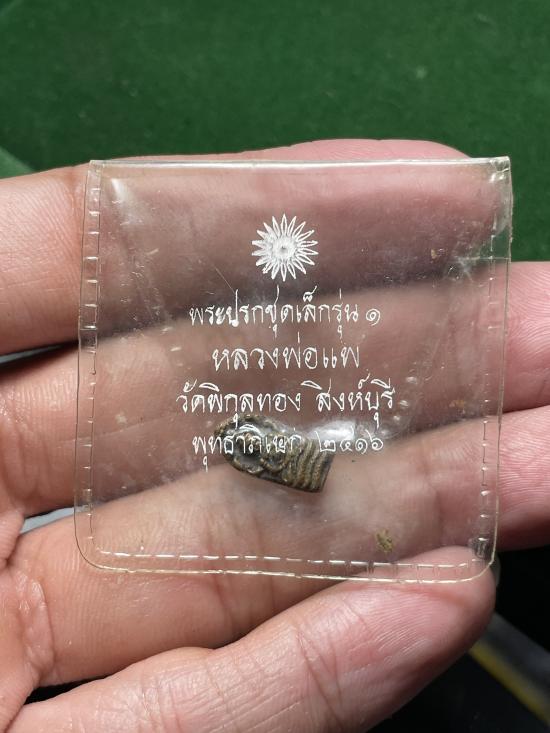 พระปรกชุดเล็กรุ่น ๑
หลวงพ่อแพ
วัดพิกุลทอง สิงห์บุรี
พุทธาภิเษก ๒๕๑๖